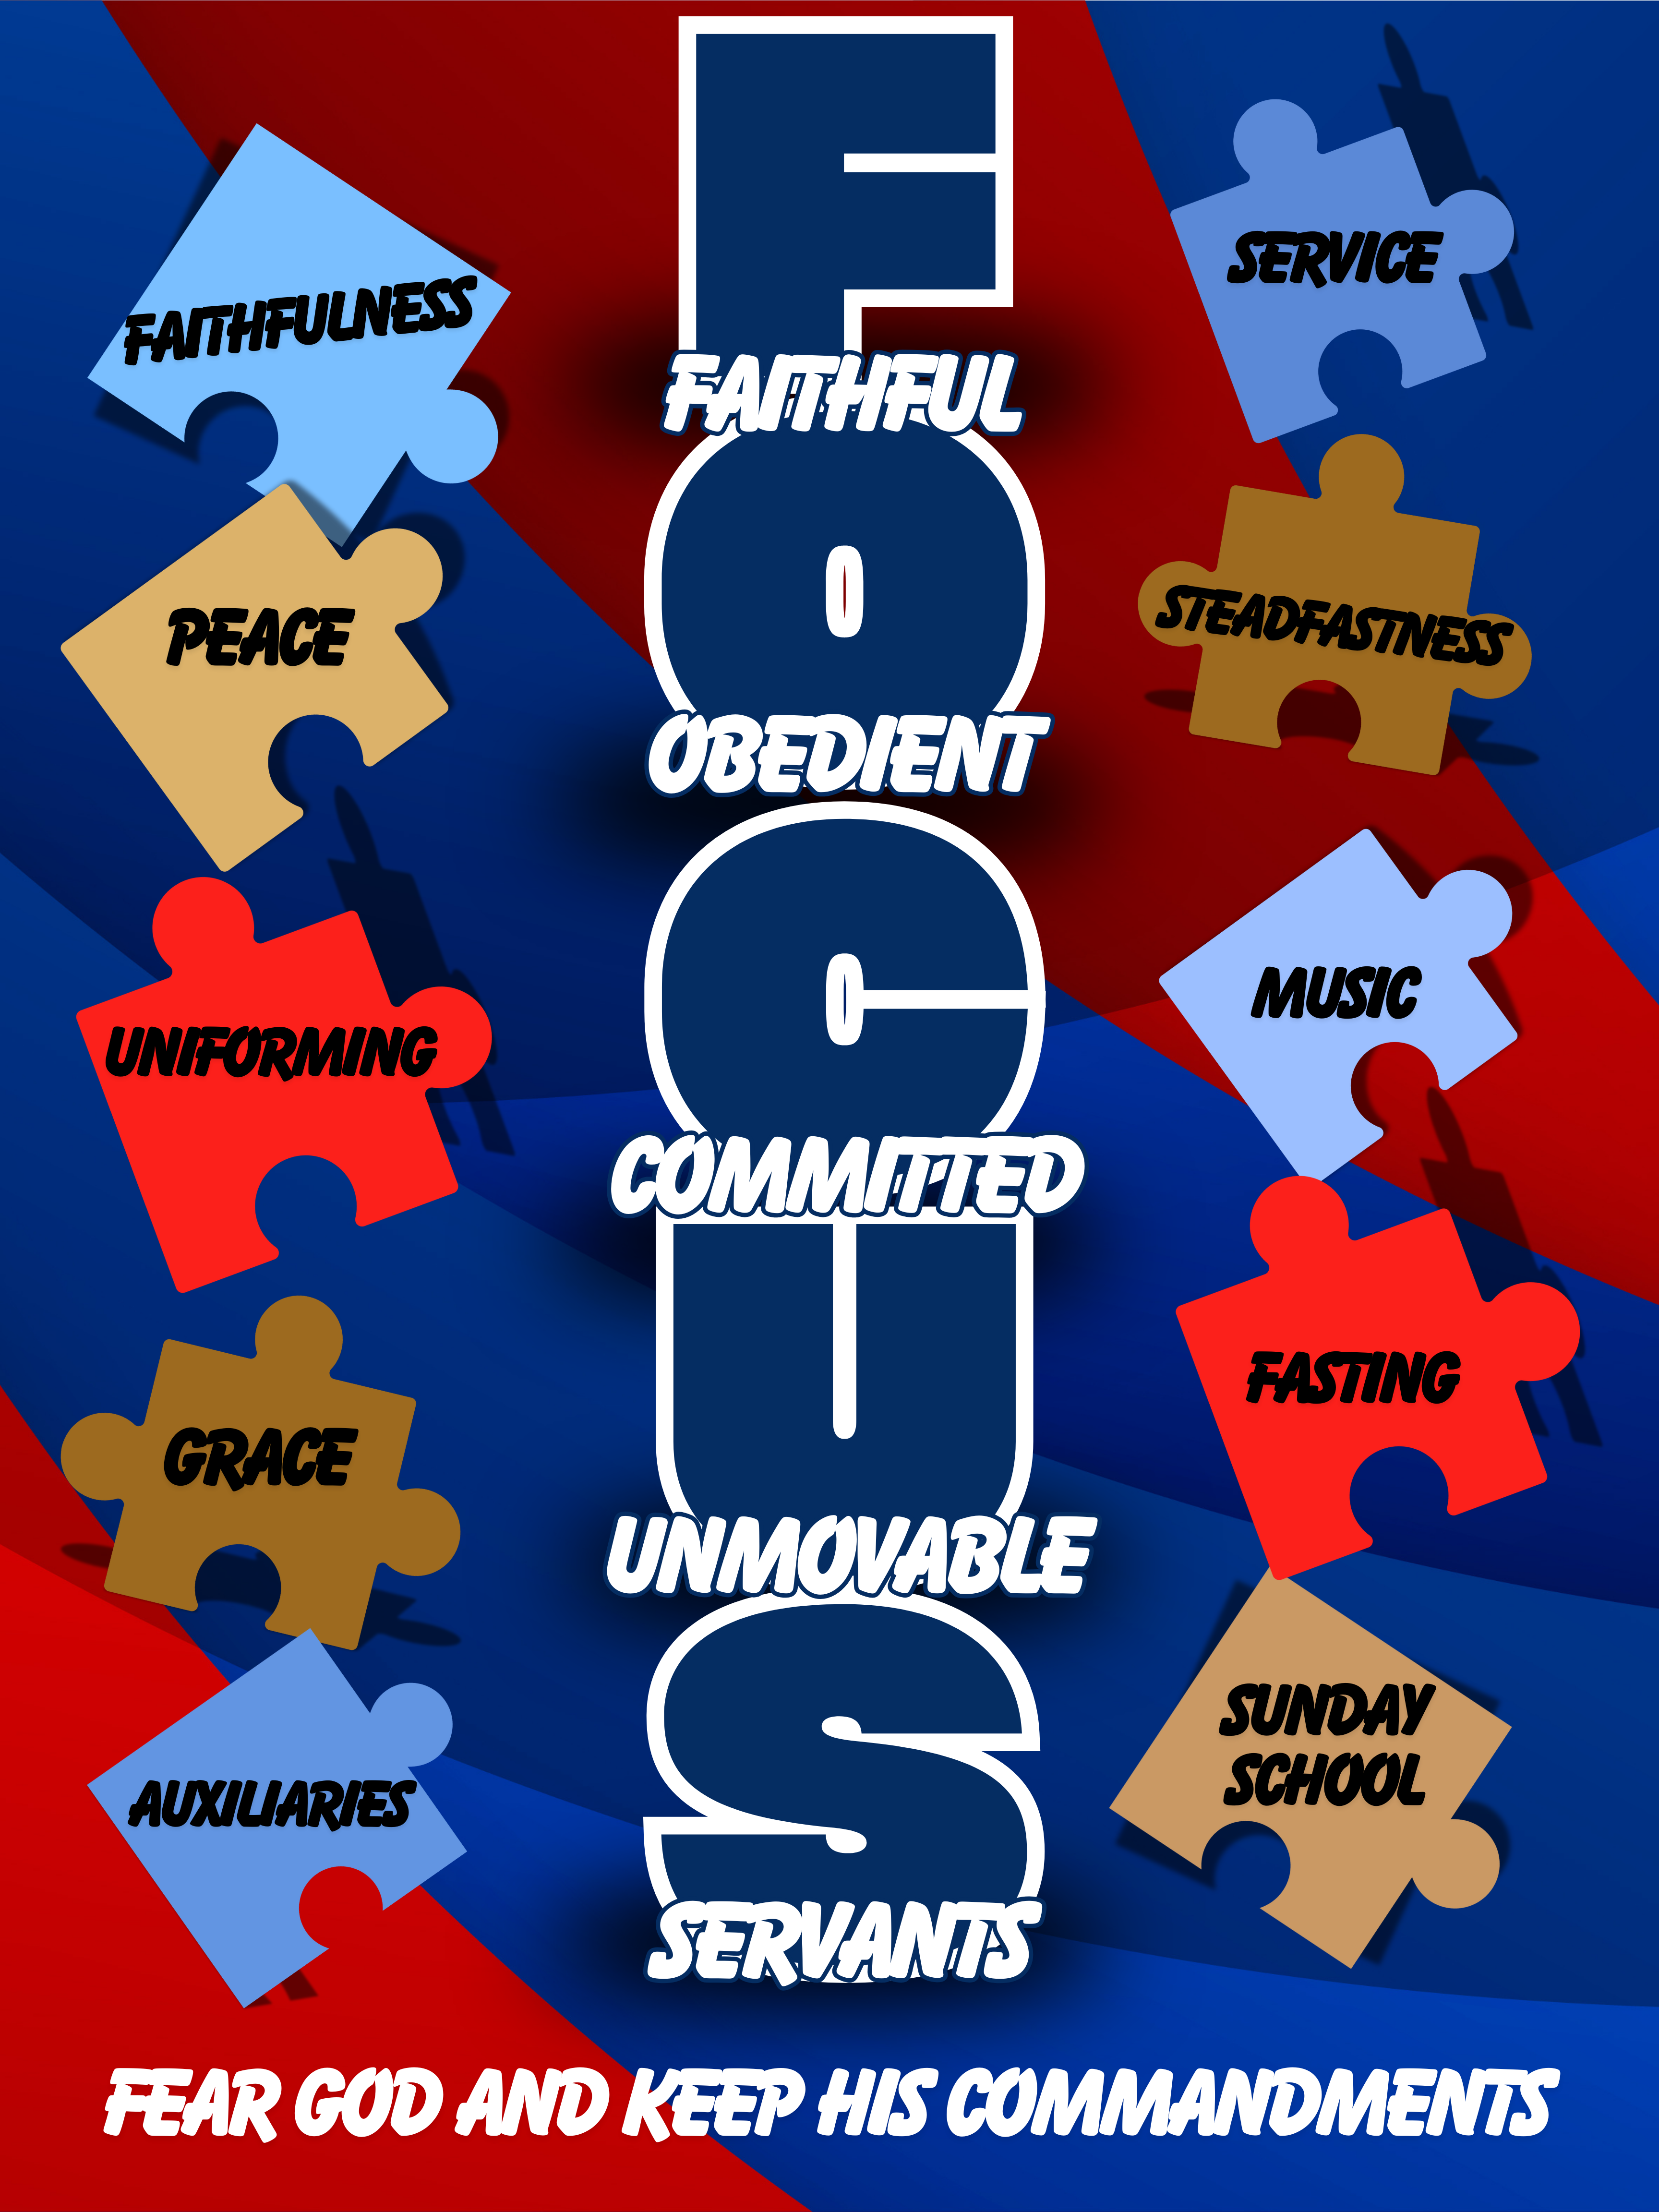 F
FAITHFUL
O
OBEDIENT
C
COMMITTED
U
UNMOVABLE
S
SERVANTS
FAITHFULNESS
PEACE
UNIFORMING
GRACE
AUXILIARIES
SERVICE
STEADFASTNESS
MUSIC
FASTING
SUNDAY
SCHOOL
FEAR GOD AND KEEP HIS COMMANDMENTS